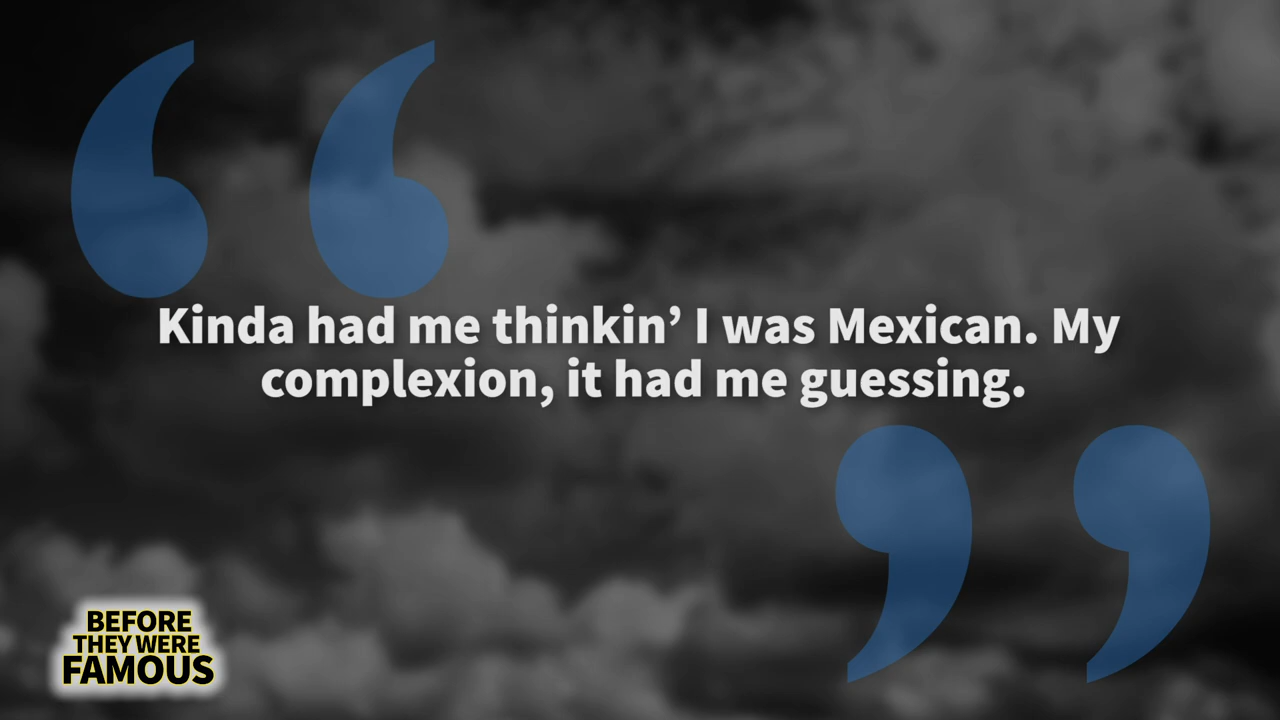 Kinda had me thinkin’ I was Mexican. My
complexion, it had me guessing.
BEFORE
THEY WERE
FAMOUS